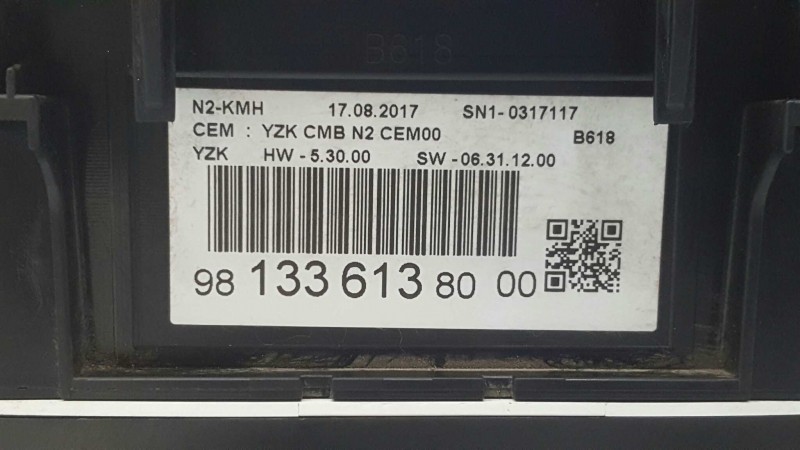 B618
N2-KMH 17.08.2017 SN1-0317117
CEM : YZK CMB N2 CEM00 B618
YZK HW - 5.30.00 SW - 06.31.12.00
98 133 613 80 00